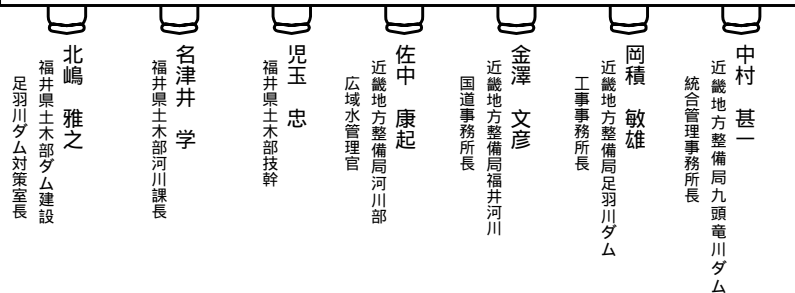 中村　甚一
近畿地方整備局九頭竜川ダム
統合管理事務所長
岡積　敏雄
近畿地方整備局足羽川ダム
工事事務所長
金澤　文彦
近畿地方整備局福井河川
国道事務所長
佐中　康起
近畿地方整備局河川部
広域水管理官
児玉　忠
福井県土木部技幹
名津井　学
福井県土木部河川課長
北嶋　雅之
福井県土木部ダム建設
足羽川ダム対策室長